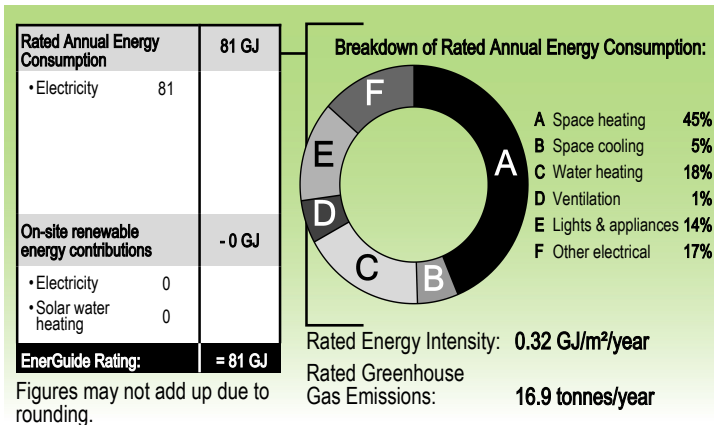 Rated Annual Energy
Consumption
81 GJ
• Electricity 81
On-site renewable
energy contributions
- 0 GJ
• Electricity 0
• Solar water
heating
0
EnerGuide Rating: = 81 GJ
Figures may not add up due to
rounding.
Breakdown of Rated Annual Energy Consumption:
A
B
C
D
E
F
A Space heating 45%
B Space cooling 5%
C Water heating 18%
D Ventilation 1%
E Lights & appliances 14%
F Other electrical 17%
Rated Energy Intensity: 0.32 GJ/m²/year
Rated Greenhouse
Gas Emissions: 16.9 tonnes/year